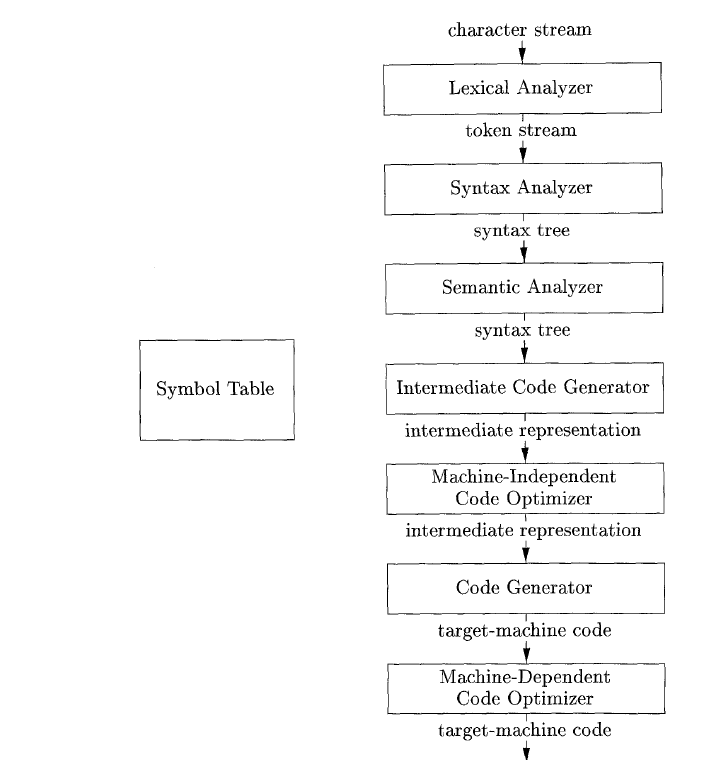 character stream
Lexical Analyzer
token stream
Syntax Analyzer
syntax tree
Semantic Analyzer
syntax tree
Symbol Table
Intermediate Code Generator
intermediate representation
Machine-Independent
Code Optimizer
intermediate representation
Code Generator
target-machine code
Machine-Dependent
Code Optimizer
target-machine code